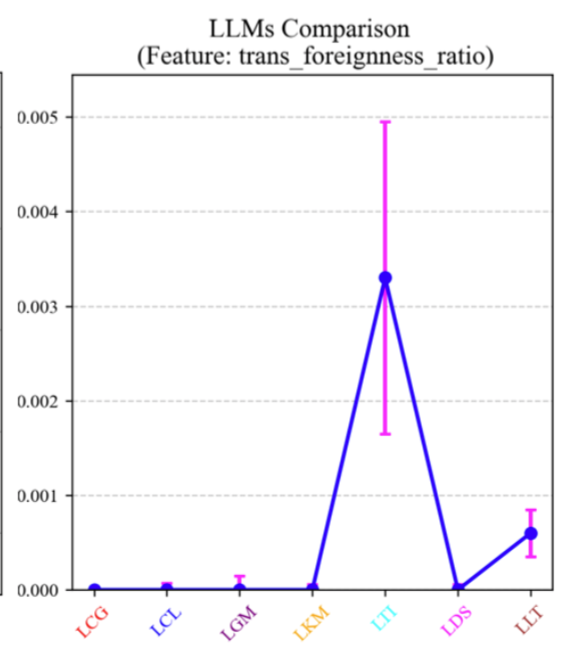 LLMs Comparison
(Feature: trans_foreignness_ratio)
0.005
0.004
0.003
0.002
0.001
0.000
LCG LCL LGM LKM LTI LDS LLT